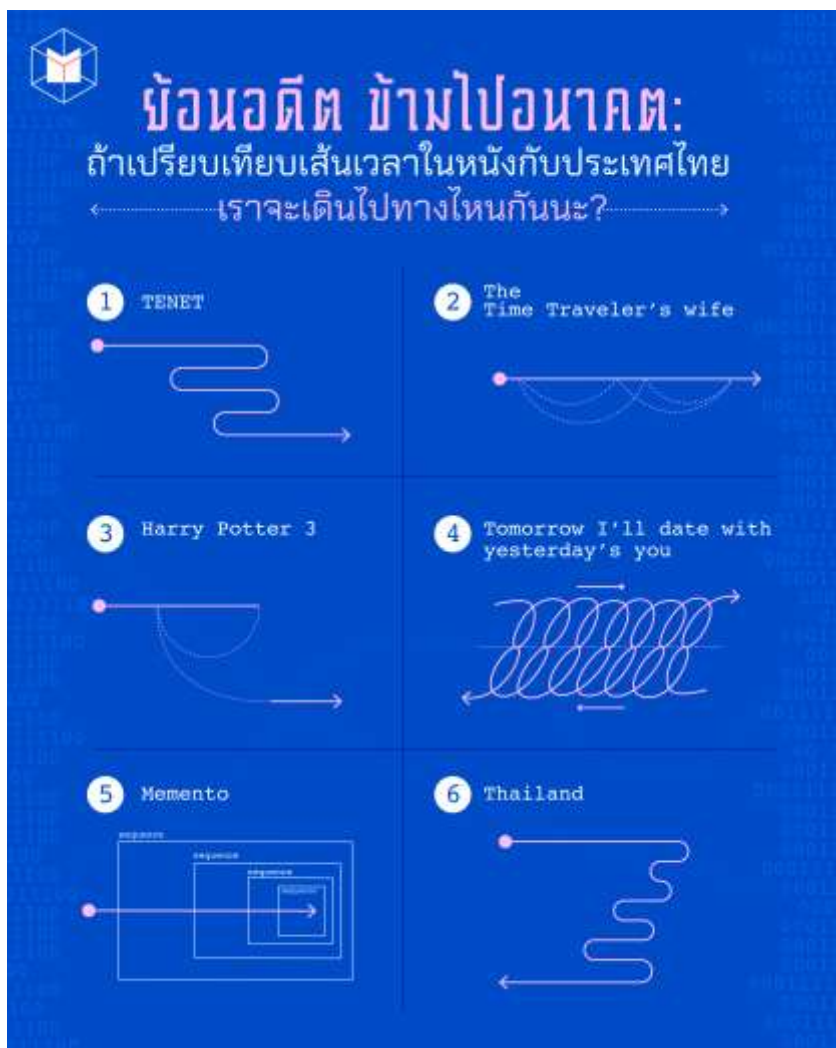 ย้อนอดีต ข้ามไปอนาคต:
ถ้าเปรียบเทียบเส้นเวลาในหนังกับประเทศไทย
เราจะเดินไปทางไหนกันนะ?
1 TENET
2 The
Time Traveler's wife
3 Harry Potter 3
4 Tomorrow I'll date with
yesterday's you
5 Memento
sequence
sequence
sequence
sequence
6 Thailand